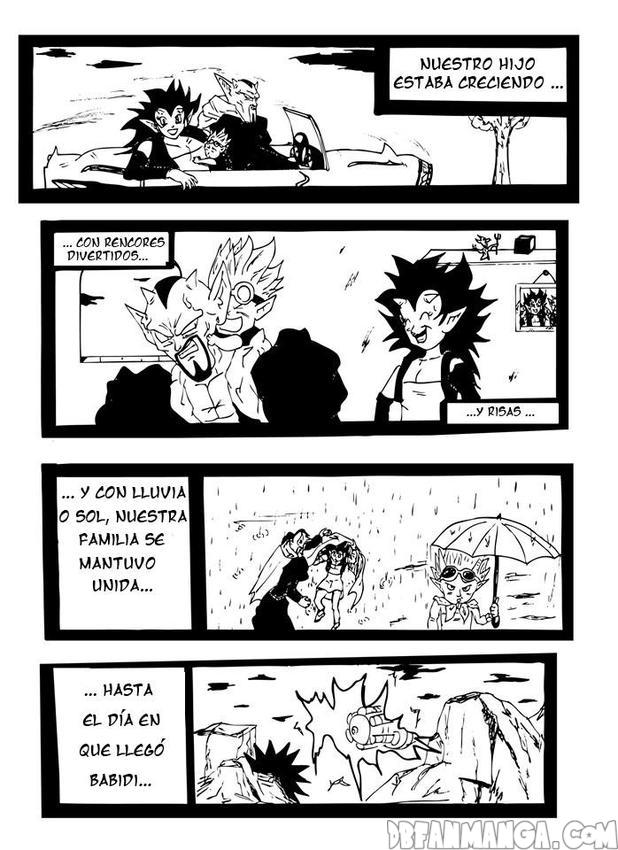 NUESTRO HIJO
ESTABA CRECIENDO ...
... CON RENCORES
DIVERTIDOS...
...Y RISAS ...
... Y CON LLUVIA
O SOL, NUESTRA
FAMILIA SE
MANTUVO
UNIDA...
... HASTA
EL DÍA EN
QUE LLEGÓ
BABIDI...
DBFANMANGA.COM